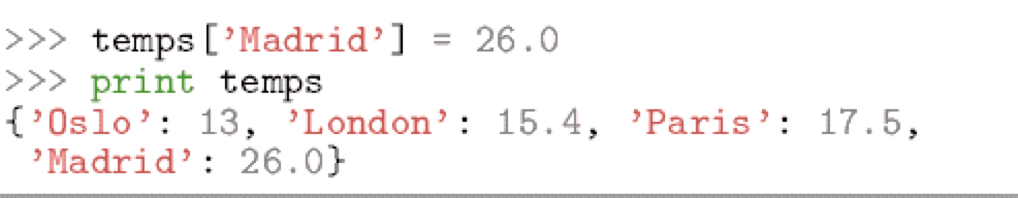 >>> temps[’Madrid’] = 26.0
>>> print temps
{’Oslo’: 13, ’London’: 15.4, ’Paris’: 17.5,
 ’Madrid’: 26.0}